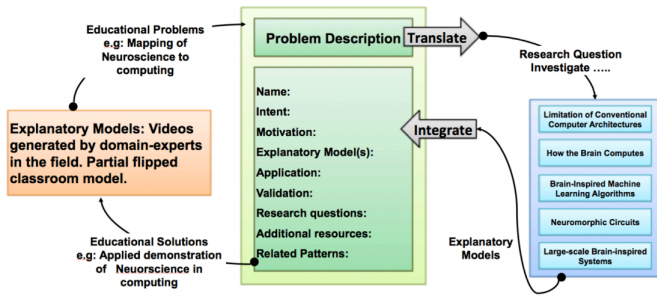 Educational Problems
e.g: Mapping of
Neuroscience to
computing
Problem Description
Translate
Research Question
Investigate .....
Name:
Intent:
Motivation:
Explanatory Model(s):
Application:
Validation:
Research questions:
Additional resources:
Related Patterns:
Integrate
Explanatory Models: Videos
generated by domain-experts
in the field. Partial flipped
classroom model.
Limitation of Conventional
Computer Architectures
How the Brain Computes
Brain-Inspired Machine
Learning Algorithms
Neuromorphic Circuits
Large-scale Brain-inspired
Systems
Educational Solutions
e.g: Applied demonstration
of Neuorscience in
computing
Explanatory
Models